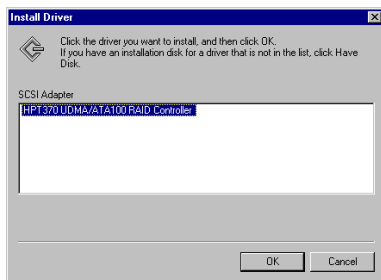 Install Driver
Click the driver you want to install, and then click OK.
If you have an installation disk for a driver that is not in the list, click Have
Disk.
SCSI Adapter
HPT370 UDMA/ATA100 RAID Controller
OK
Cancel